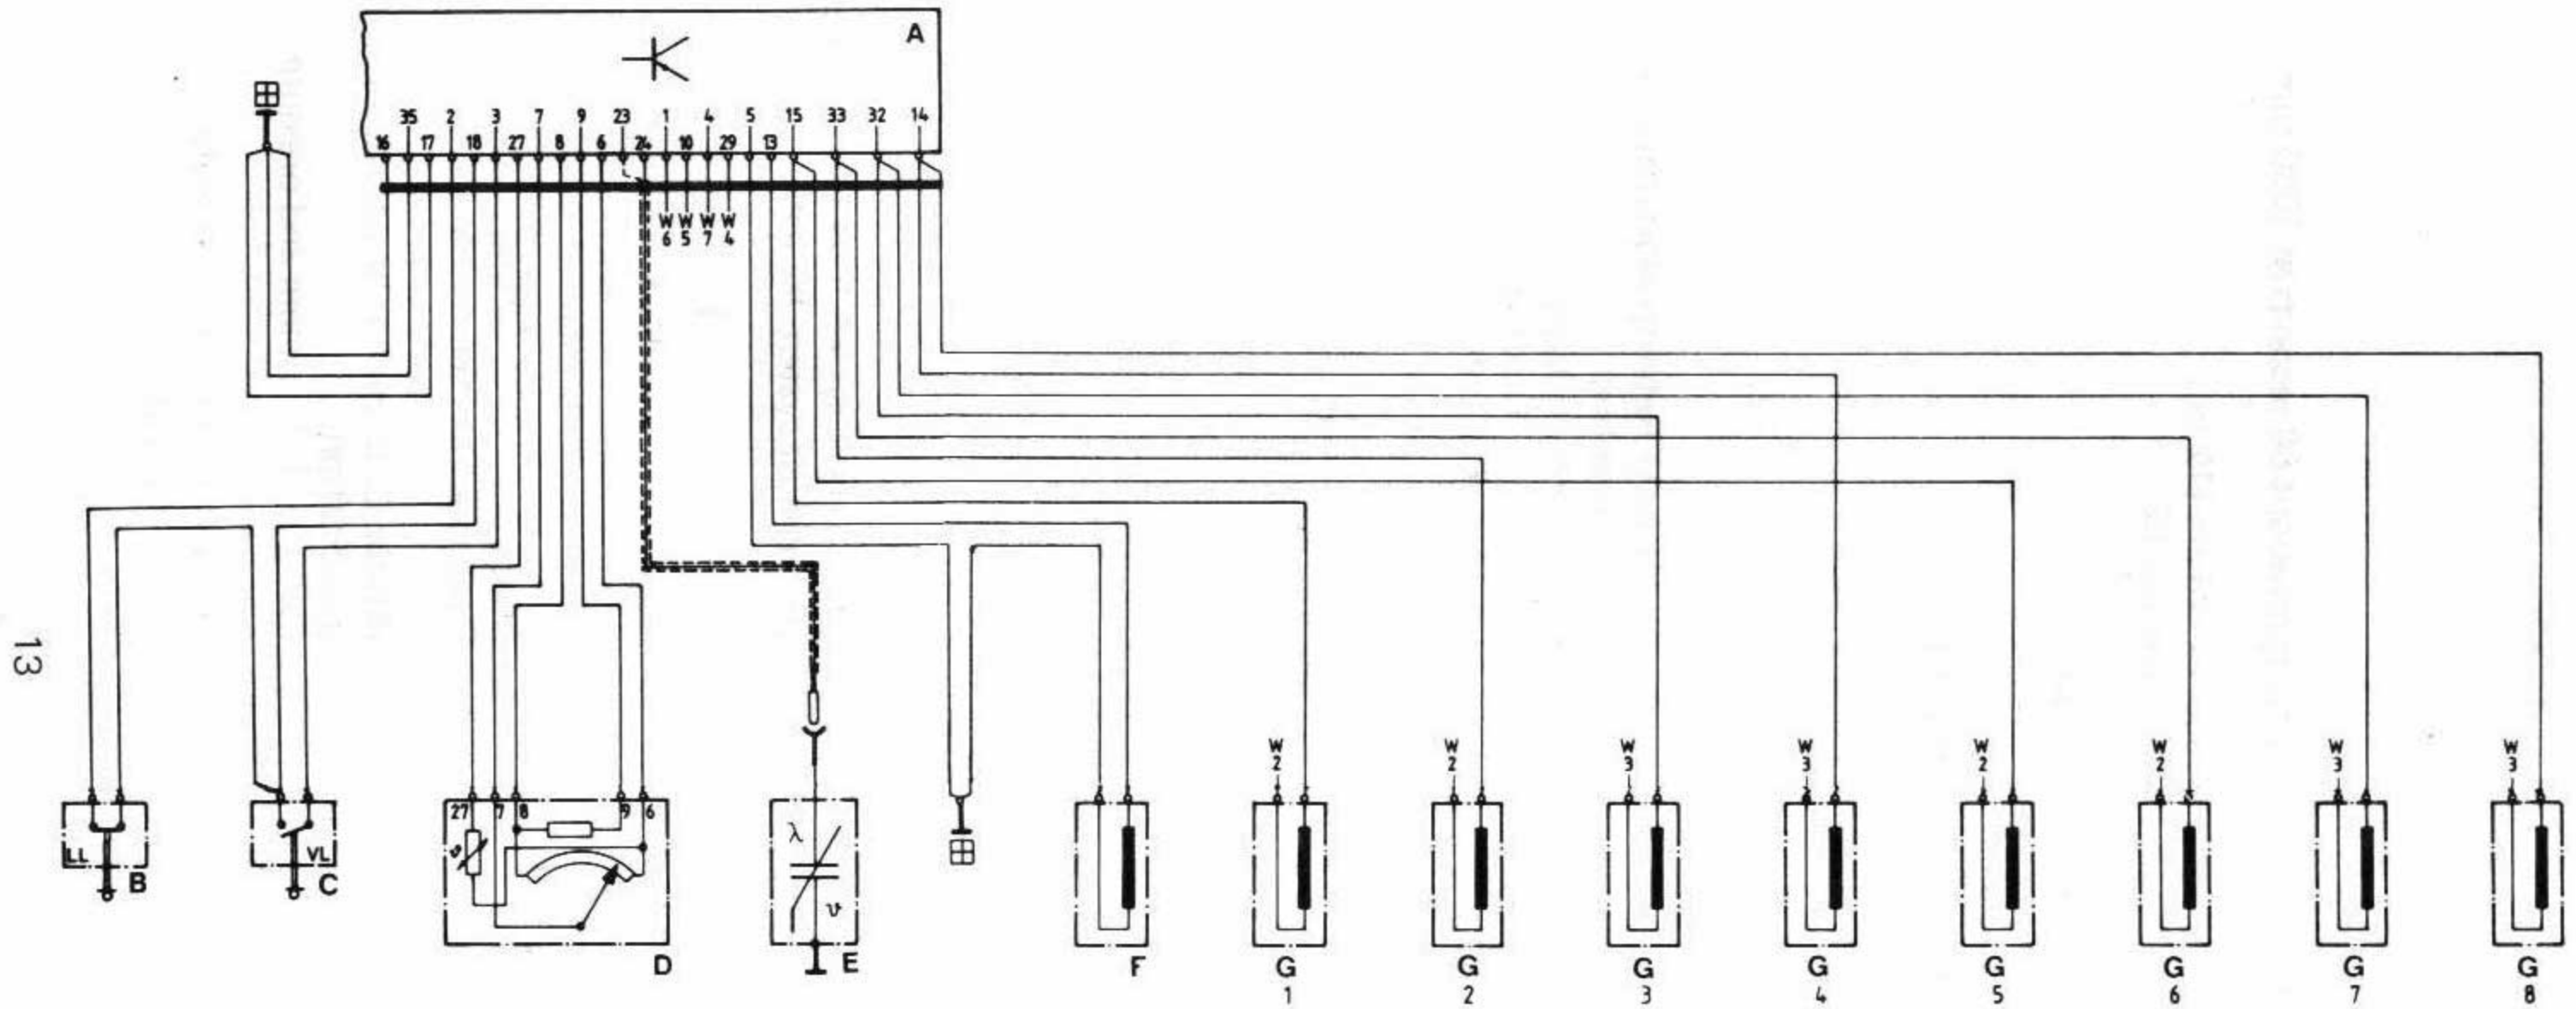 A
35 2 3 7 9 23 1 4 5 15 33 32 14
16 17 18 27 8 6 24 10 29 13
W W W W
6 5 7 4
13
W W W W W W W W
2 2 3 3 2 2 3 3
27 7 8 9 6
λ
ϑ
LL
VL
ϑ
B C
D E F G G G G G G G G
1 2 3 4 5 6 7 8